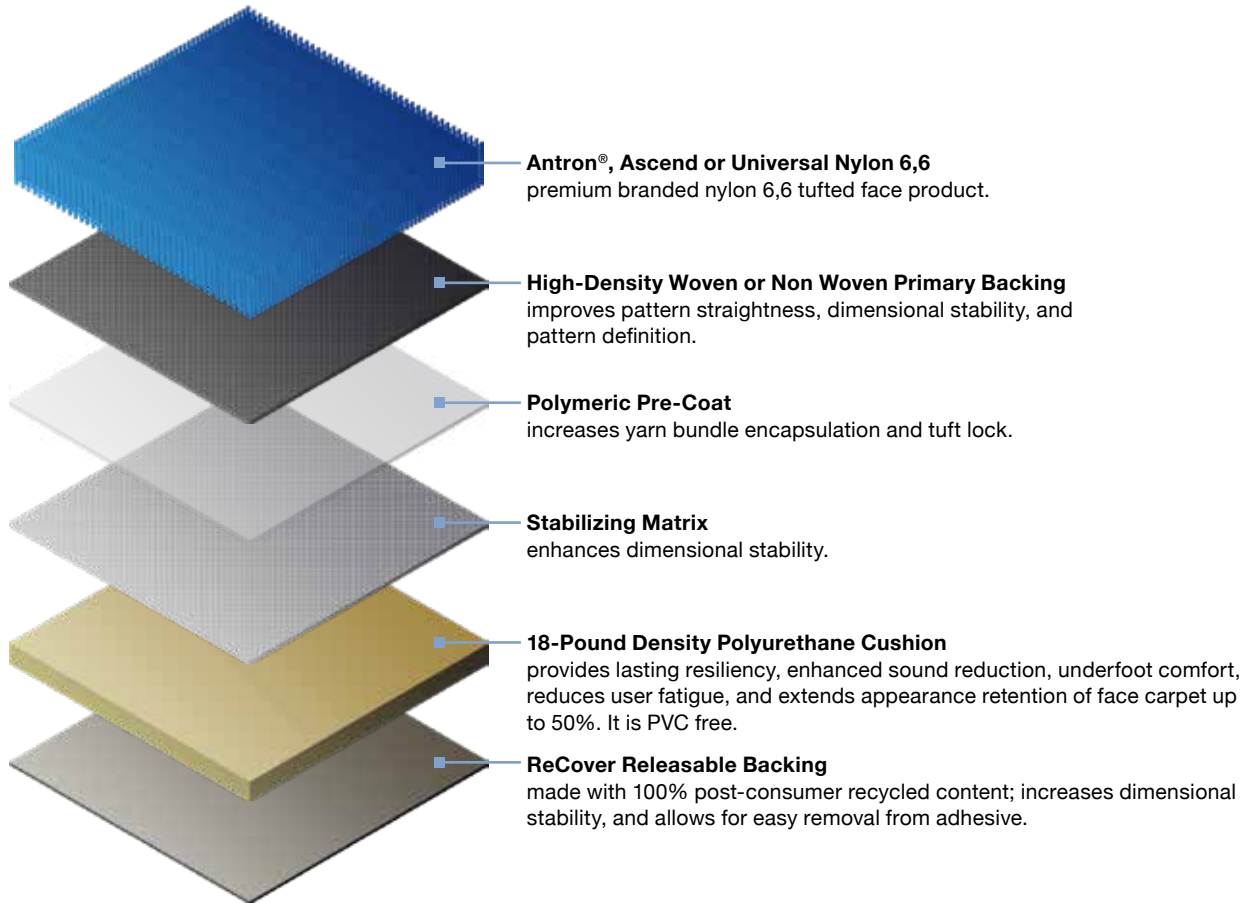 Antron®, Ascend or Universal Nylon 6,6
premium branded nylon 6,6 tufted face product.
High-Density Woven or Non Woven Primary Backing
improves pattern straightness, dimensional stability, and
pattern definition.
Polymeric Pre-Coat
increases yarn bundle encapsulation and tuft lock.
Stabilizing Matrix
enhances dimensional stability.
18-Pound Density Polyurethane Cushion
provides lasting resiliency, enhanced sound reduction, underfoot comfort,
reduces user fatigue, and extends appearance retention of face carpet up
to 50%. It is PVC free.
ReCover Releasable Backing
made with 100% post-consumer recycled content; increases dimensional
stability, and allows for easy removal from adhesive.